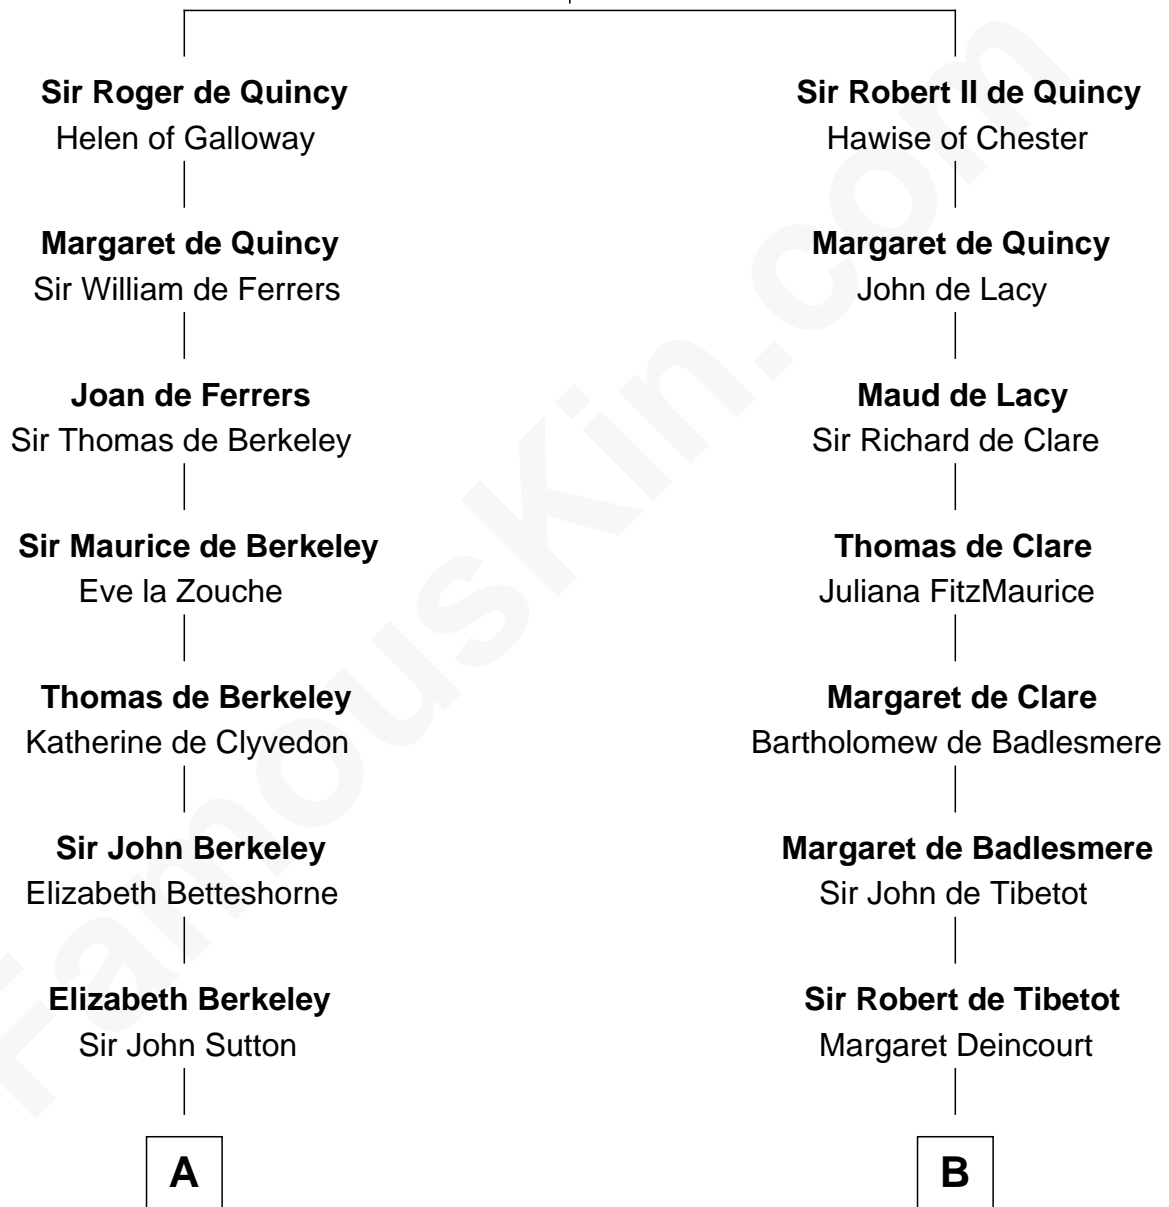 Sir Roger de Quincy
Helen of Galloway
Margaret de Quincy
Sir William de Ferrers
Joan de Ferrers
Sir Thomas de Berkeley
Sir Maurice de Berkeley
Eve la Zouche
Thomas de Berkeley
Katherine de Clyvedon
Sir John Berkeley
Elizabeth Betteshorne
Elizabeth Berkeley
Sir John Sutton
A
Sir Robert II de Quincy
Hawise of Chester
Margaret de Quincy
John de Lacy
Maud de Lacy
Sir Richard de Clare
Thomas de Clare
Juliana FitzMaurice
Margaret de Clare
Bartholomew de Badlesmere
Margaret de Badlesmere
Sir John de Tibetot
Sir Robert de Tibetot
Margaret Deincourt
B
FamousKin.com